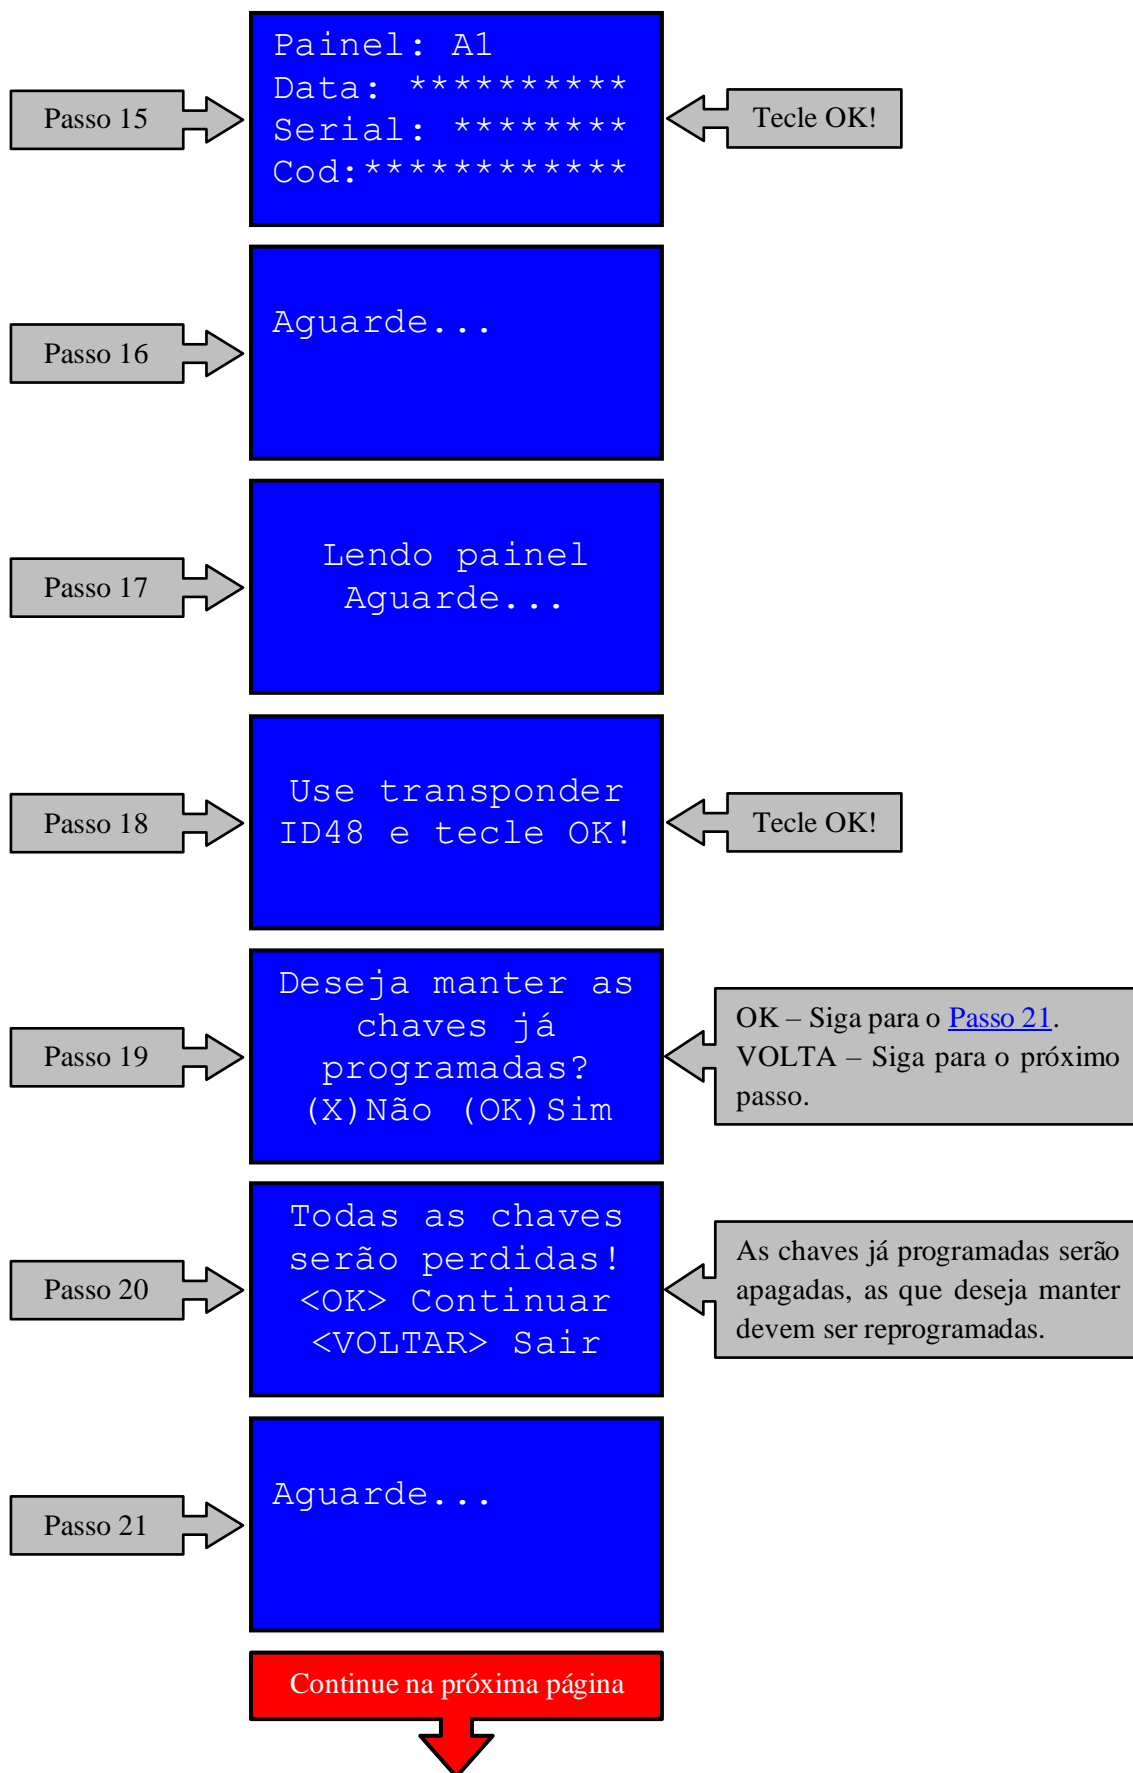 Passo 15
Painel: A1
Data: **********
Serial: ********
Cod:************
Tecle OK!
Passo 16
Aguarde...
Passo 17
Lendo painel
Aguarde...
Passo 18
Use transponder
ID48 e tecle OK!
Tecle OK!
Passo 19
Deseja manter as
chaves já
programadas?
(X)Não (OK)Sim
OK – Siga para o Passo 21.
VOLTA – Siga para o próximo
passo.
Passo 20
Todas as chaves
serão perdidas!
<OK> Continuar
<VOLTAR> Sair
As chaves já programadas serão
apagadas, as que deseja manter
devem ser reprogramadas.
Passo 21
Aguarde...
Continue na próxima página